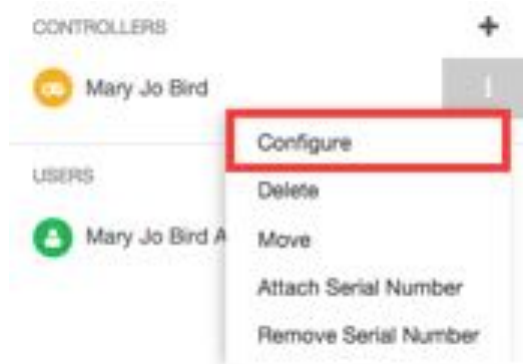 CONTROLLERS
Mary Jo Bird
Configure
USERS
Delete
Mary Jo Bird A
Move
Attach Serial Number
Remove Serial Number